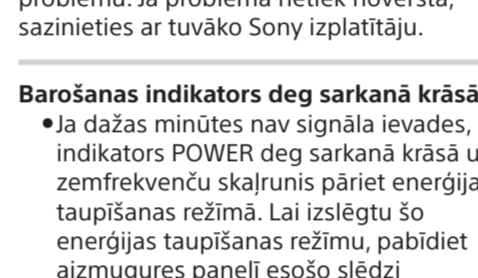 problēmu. Ja problēma netiek novērsta,
sazinieties ar tuvāko Sony izplatītāju.
Barošanas indikators deg sarkanā krāsā
●Ja dažas minūtes nav signāla ievades,
indikators POWER deg sarkanā krāsā u
zemfrekvenču skaļrunis pāriet enerģija
taupīšanas režīmā. Lai izslēgtu šo
enerģijas taupīšanas režīmu, pabīdiet
aizmugures panelī esošo slēdzi